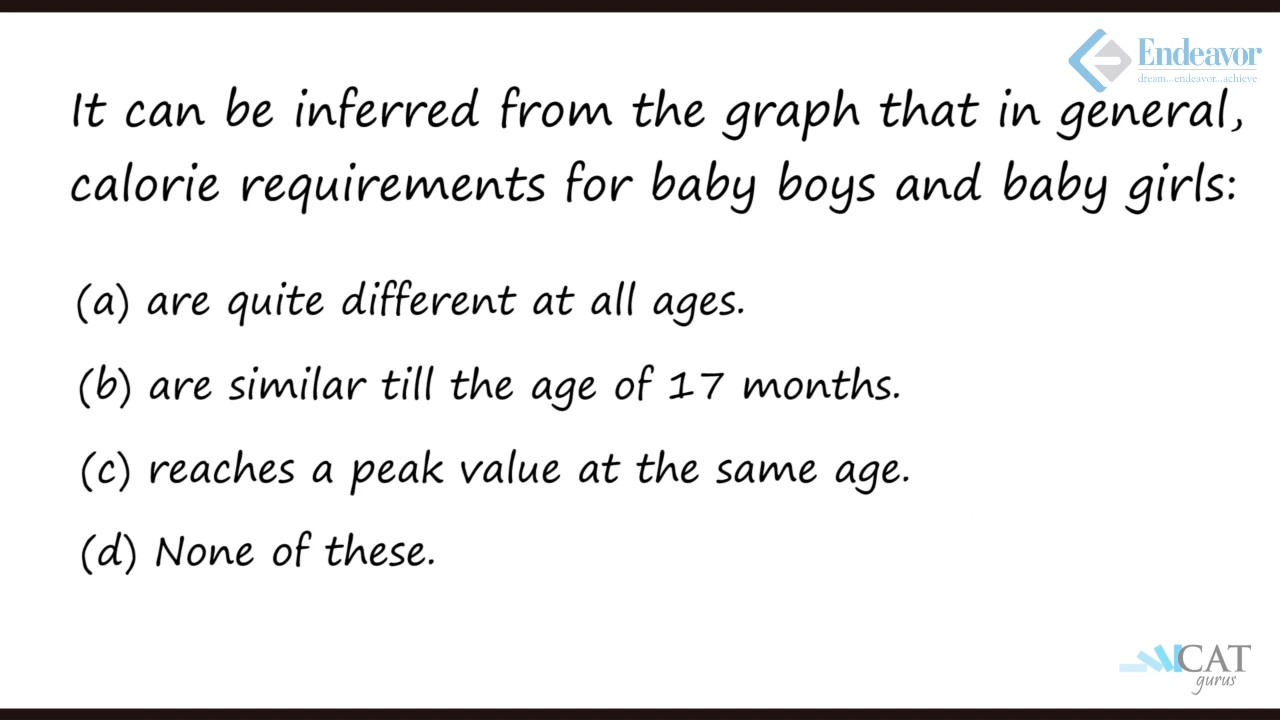 Endeavor
dream...endeavor...achieve
It can be inferred from the graph that in general,
calorie requirements for baby boys and baby girls:
(a) are quite different at all ages.
(b) are similar till the age of 17 months.
(c) reaches a peak value at the same age.
(d) None of these.
CAT
gurus